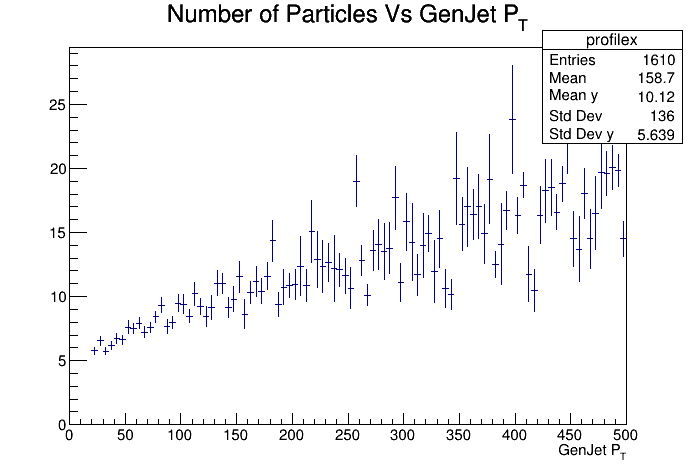 Number of Particles Vs GenJet P_T
profilex
Entries 1610
Mean 158.7
Mean y 10.12
Std Dev 136
Std Dev y 5.639
25
20
15
10
5
0
0 50 100 150 200 250 300 350 400 450 500
GenJet P_T